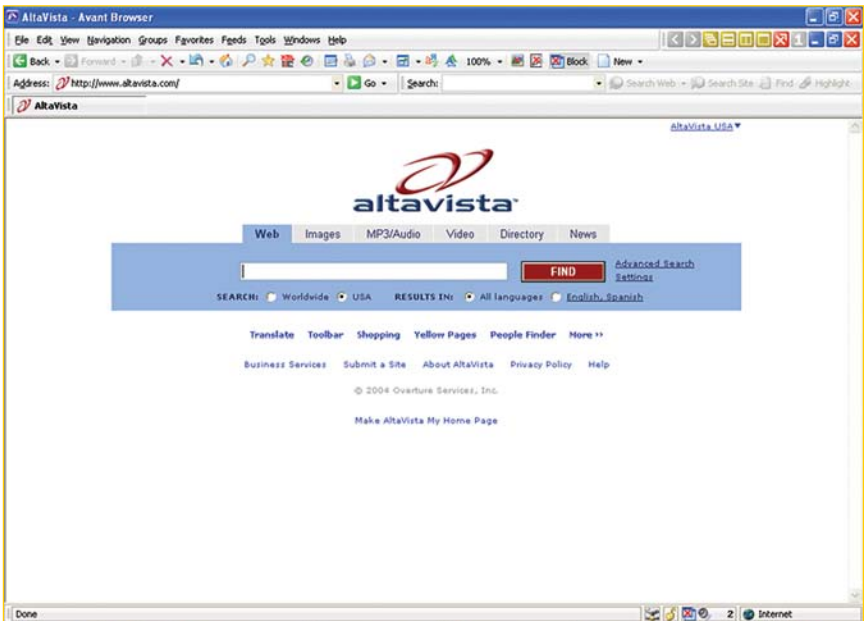 AltaVista - Avant Browser
File Edit View Navigation Groups Favorites Feeds Tools Windows Help
Back Forward 100% Block New
Address: http://www.altavista.com/ Go Search: Search Web Search Site Find Highlight
AltaVista
AltaVista USA
altavista
Web Images MP3/Audio Video Directory News
FIND Advanced Search
Settings
SEARCH: Worldwide USA RESULTS IN: All languages English, Spanish
Translate Toolbar Shopping Yellow Pages People Finder More >>
Business Services Submit a Site About AltaVista Privacy Policy Help
© 2004 Overture Services, Inc.
Make AltaVista My Home Page
Done 2 Internet